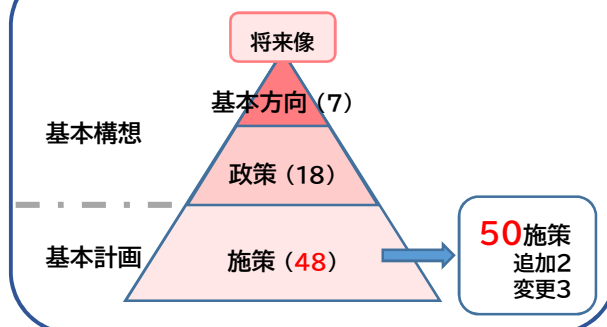 将来像
基本方向（7）
基本構想
政策（18）
基本計画
施策（48）
50施策
追加2
変更3